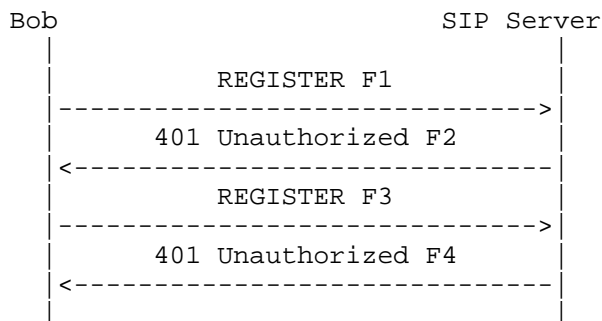 Bob SIP Server
REGISTER F1
401 Unauthorized F2
REGISTER F3
401 Unauthorized F4